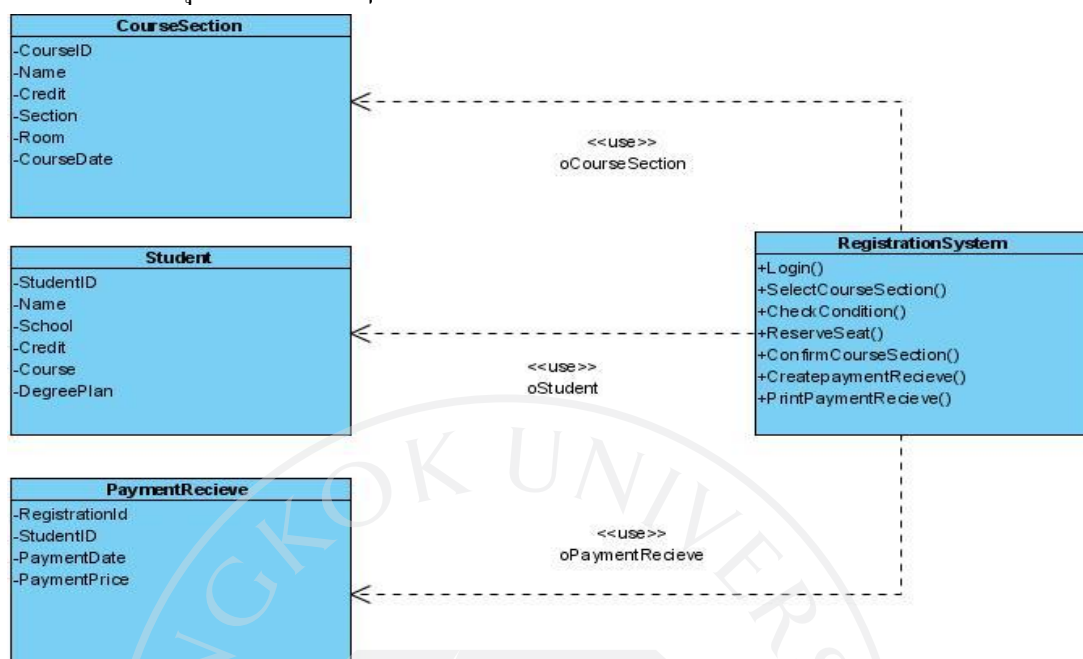 CourseSection
-CourseID
-Name
-Credit
-Section
-Room
-CourseDate
<<use>>
oCourseSection
Student
-StudentID
-Name
-School
-Credit
-Course
-DegreePlan
<<use>>
oStudent
RegistrationSystem
+Login()
+SelectCourseSection()
+CheckCondition()
+ReserveSeat()
+ConfirmCourseSection()
+CreatepaymentRecieve()
+PrintPaymentRecieve()
PaymentRecieve
-RegistrationId
-StudentID
-PaymentDate
-PaymentPrice
<<use>>
oPaymentRecieve